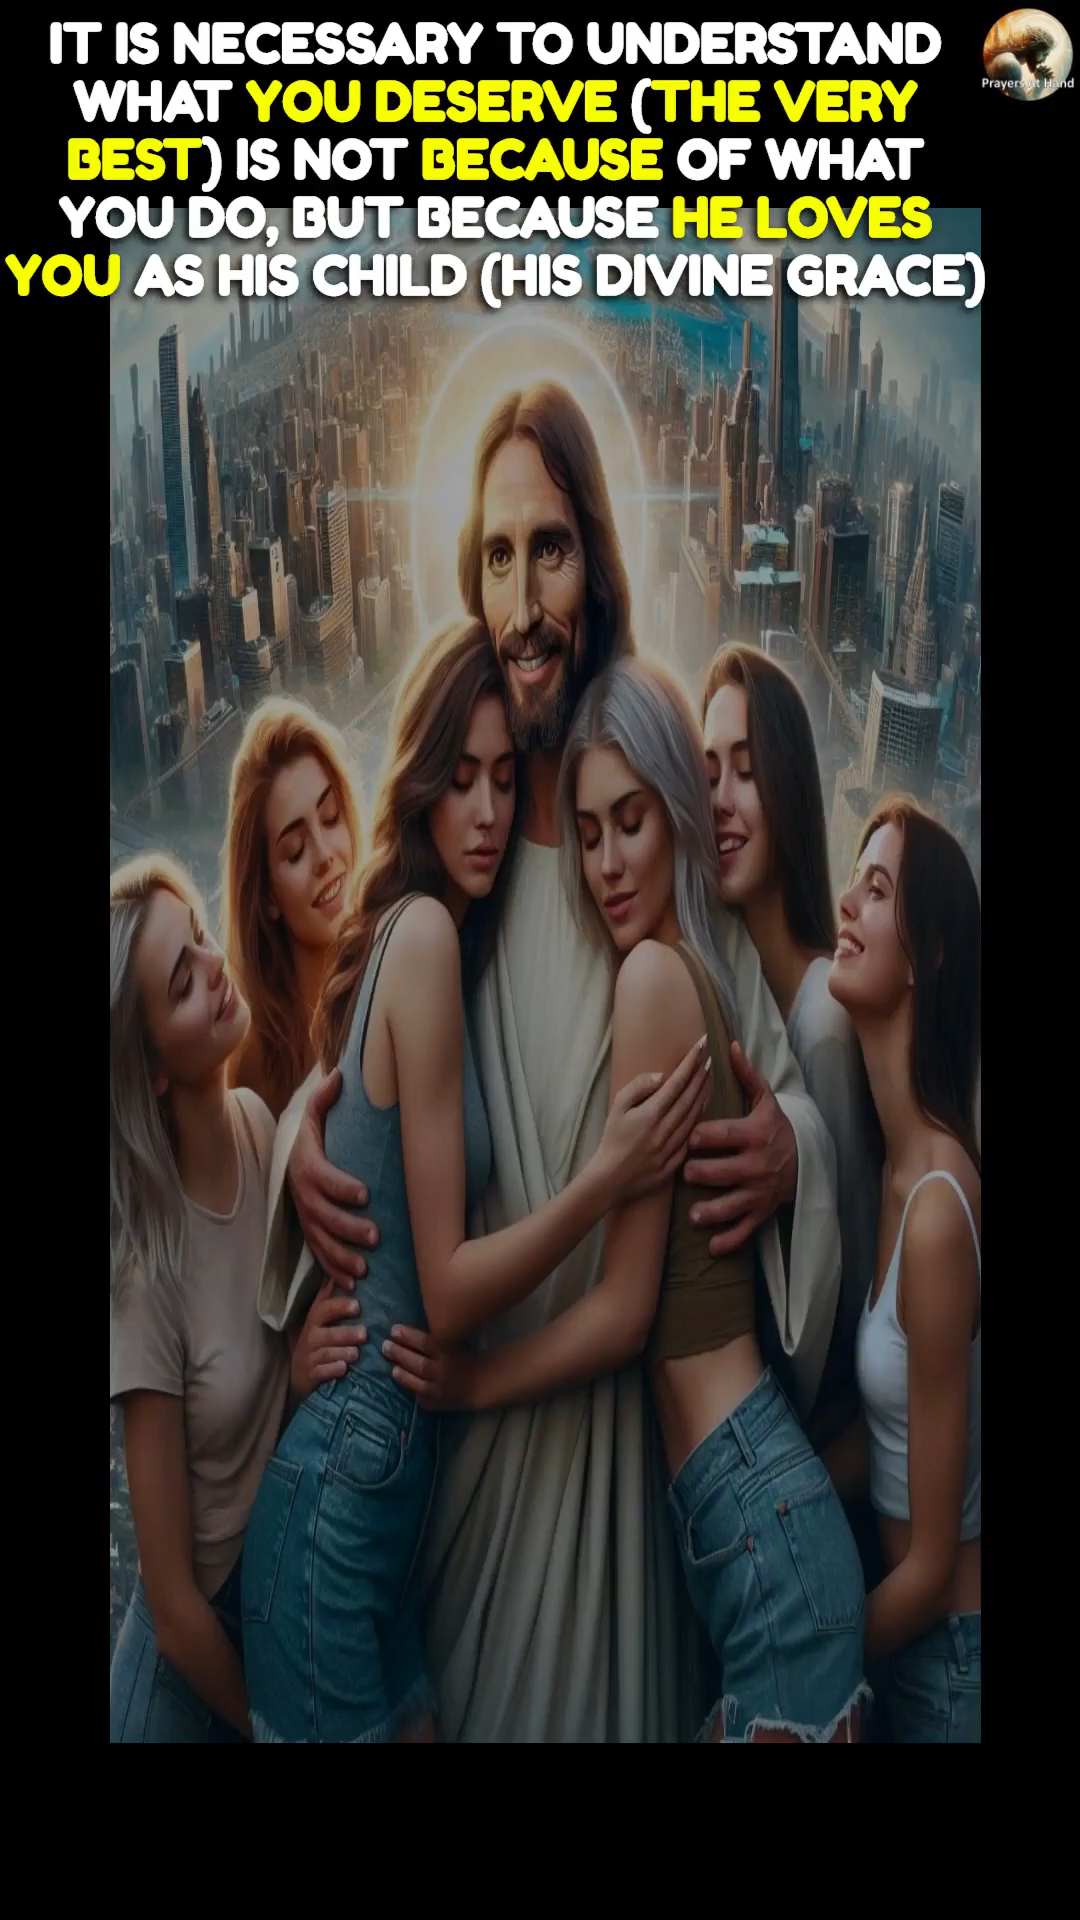 IT IS NECESSARY TO UNDERSTAND
WHAT YOU DESERVE (THE VERY
BEST) IS NOT BECAUSE OF WHAT
YOU DO, BUT BECAUSE HE LOVES
YOU AS HIS CHILD (HIS DIVINE GRACE)
Prayers At Hand